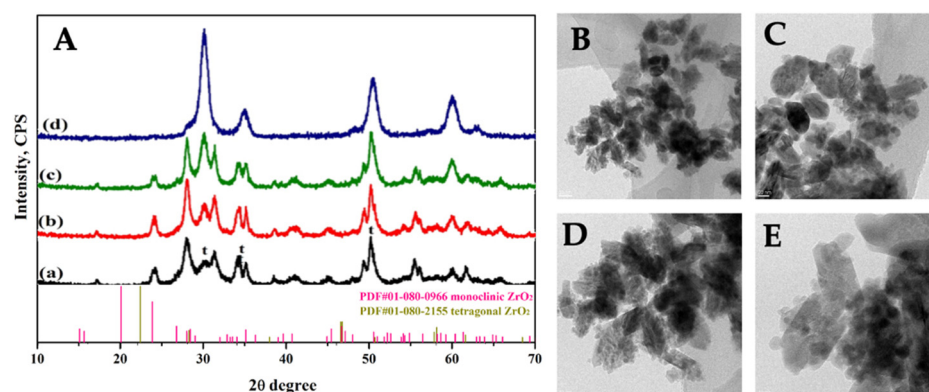 A
Intensity, CPS
(d)
(c)
(b)
t
t
t
(a)
PDF#01-080-0966 monoclinic ZrO₂
PDF#01-080-2155 tetragonal ZrO₂
10 20 30 40 50 60 70
2θ degree
B
C
D
E